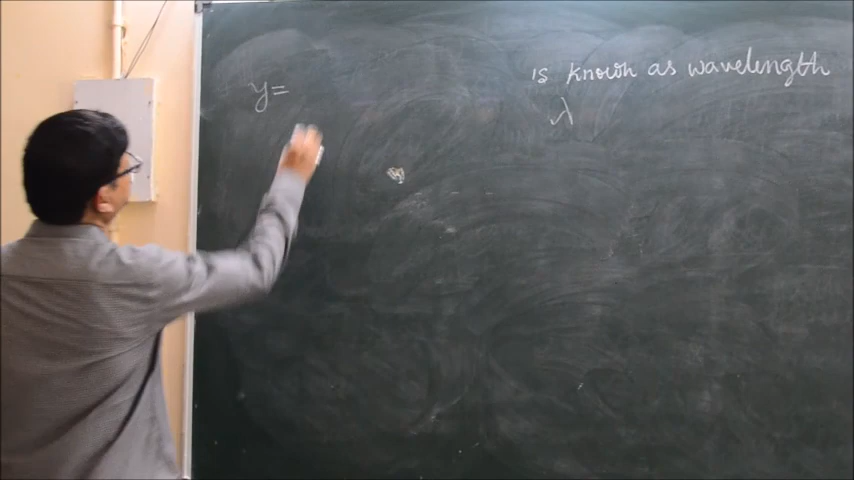 y=
is known as wavelength
λ